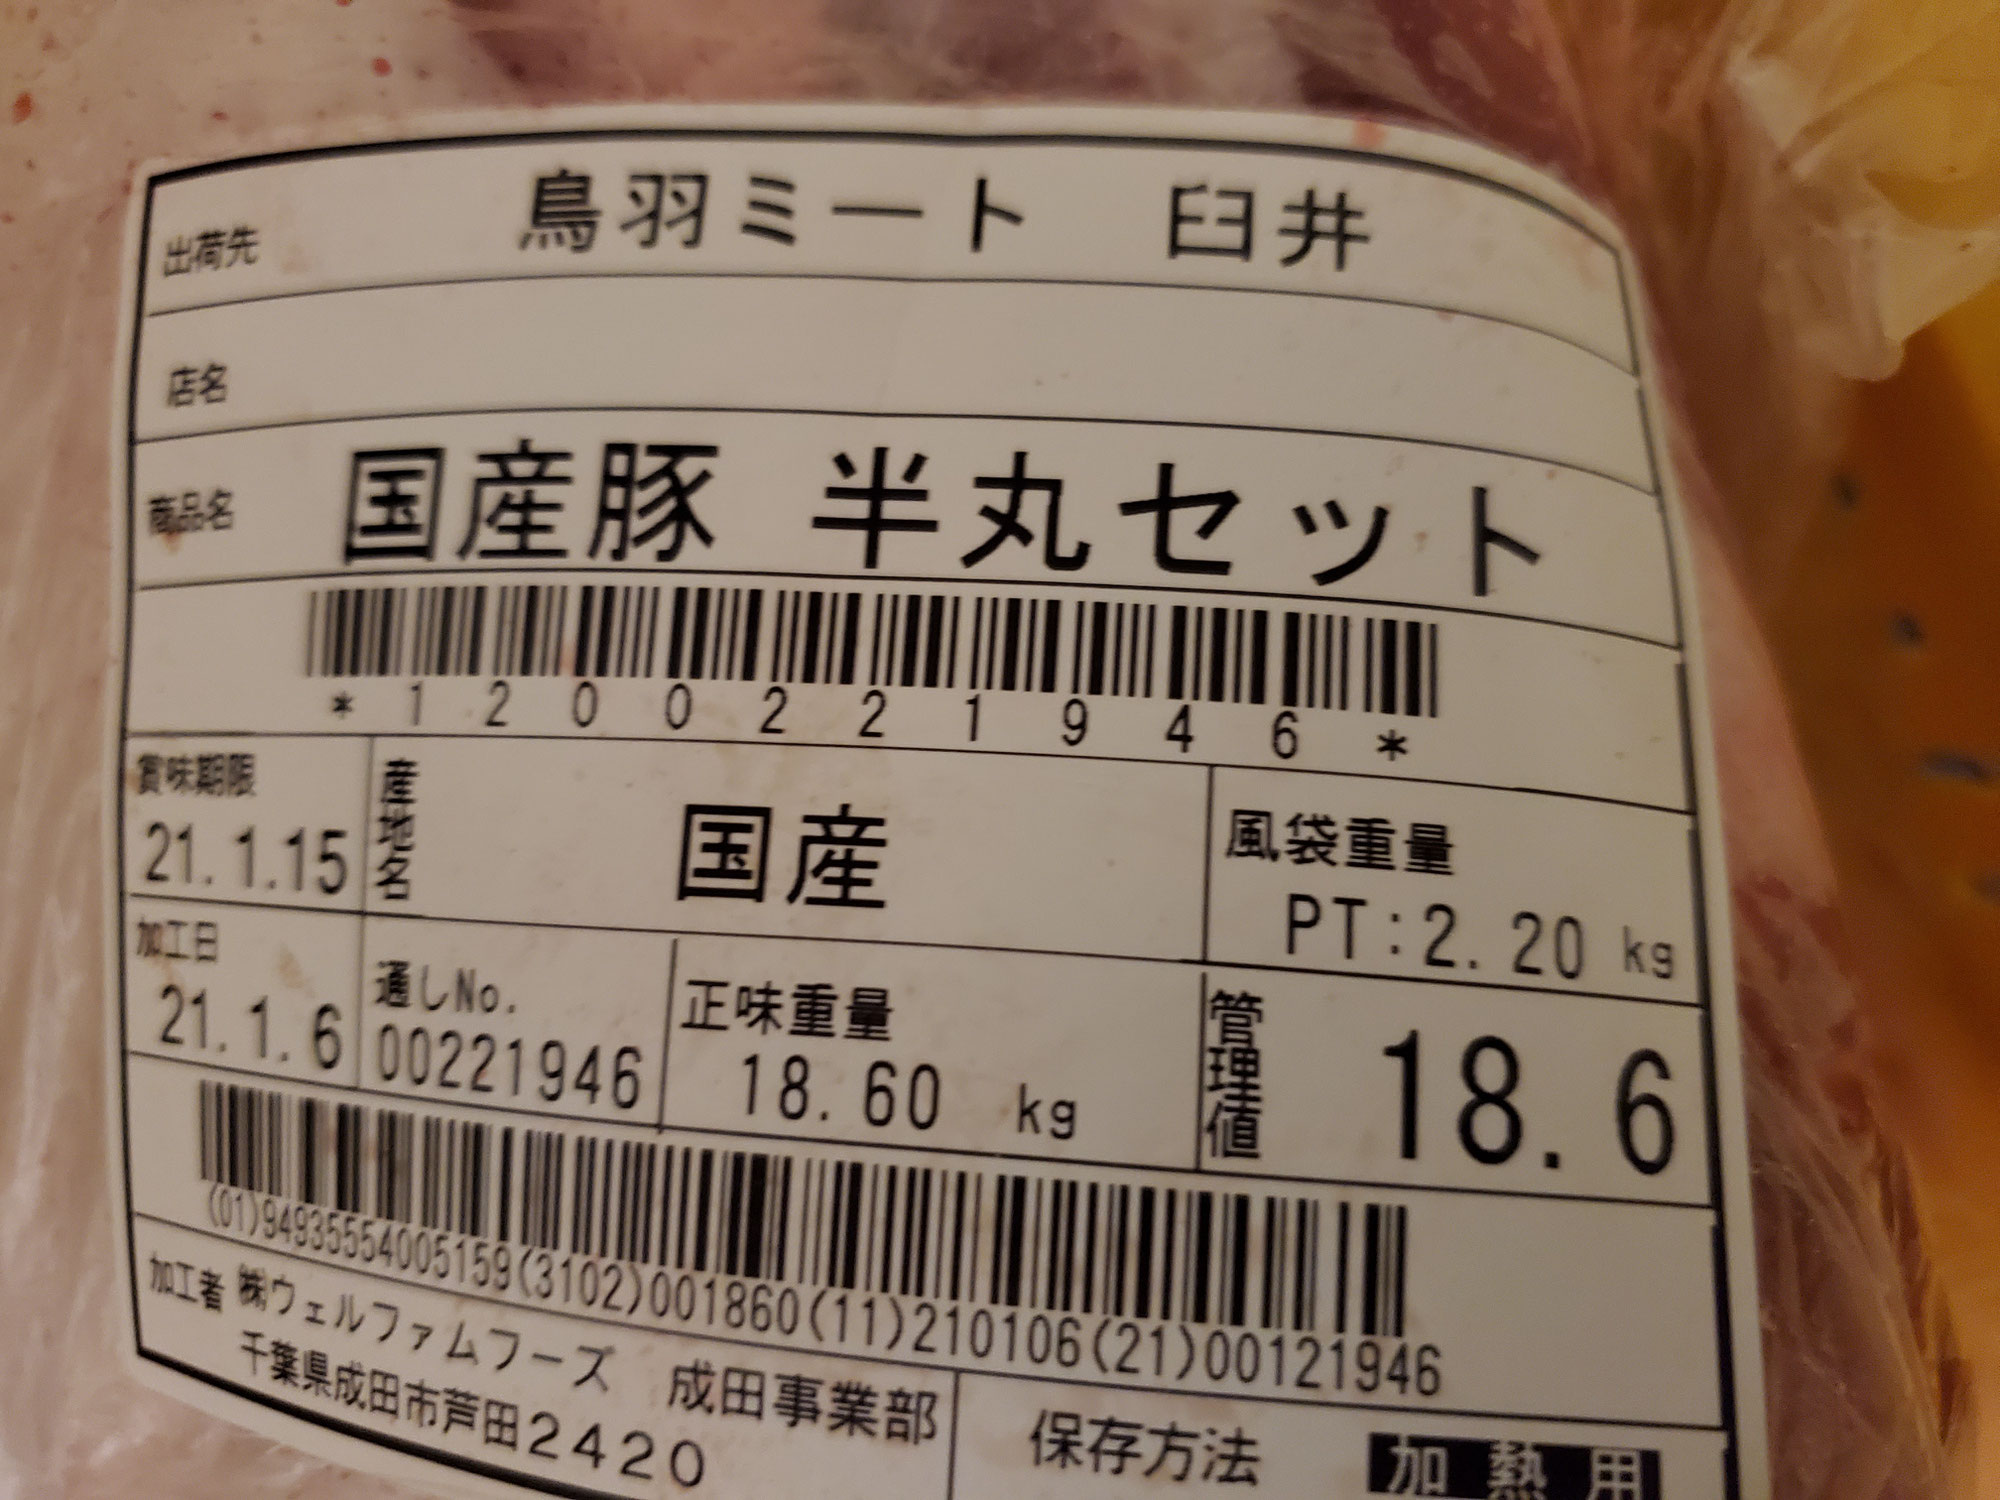 出荷先 鳥羽ミート 臼井
店名
商品名 国産豚 半丸セット
*1200221946*
賞味期限 21.1.15
産地名 国産
風袋重量 PT:2.20 kg
加工日 21.1.6
通しNo. 00221946
正味重量 18.60 kg
管理値 18.6
(01)94935554005159(3102)001860(11)210106(21)00121946
加工者 ㈱ウェルファムフーズ 成田事業部
千葉県成田市芦田2420
保存方法 加熱用